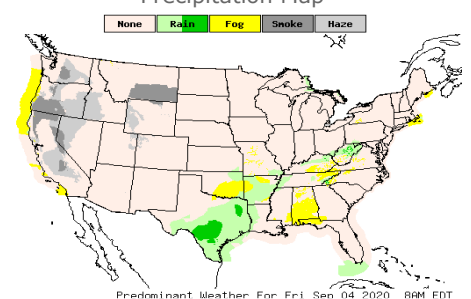 Precipitation Map
None Rain Fog Smoke Haze
Predominant Weather For Fri Sep 04 2020 8AM EDT